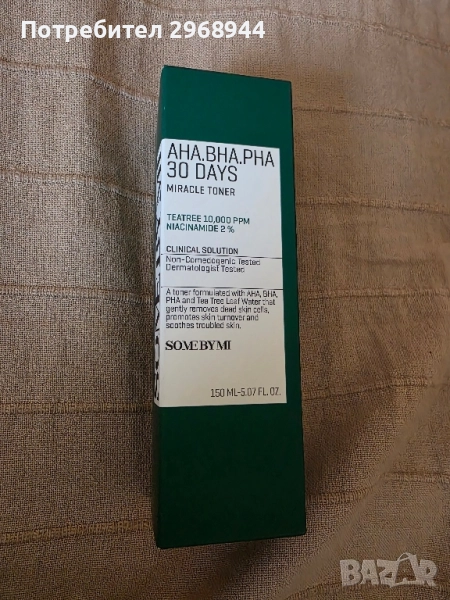 Потребител 2968944
AHA.BHA.PHA
30 DAYS
MIRACLE TONER
TEATREE 10,000 PPM
NIACINAMIDE 2 %
CLINICAL SOLUTION
Non-Comedogenic Tested
Dermatologist Tested
A toner formulated with AHA, BHA,
PHA and Tea Tree Leaf Water that
gently removes dead skin cells,
promotes skin turnover and
soothes troubled skin.
SOME BY MI
150 ML-5.07 FL. OZ.
BAZAR